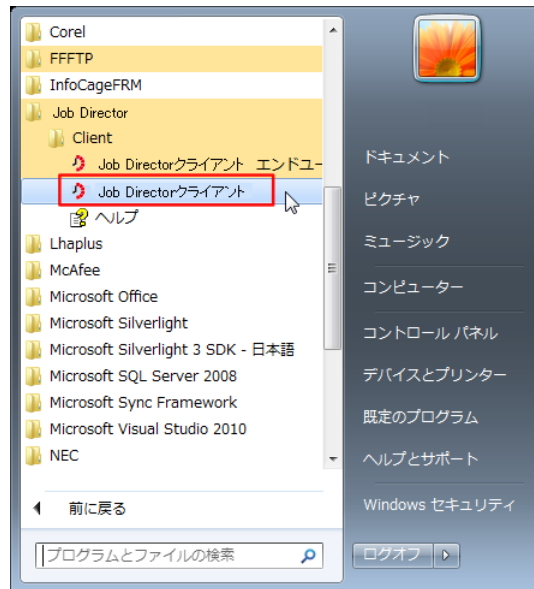 Corel
FFFTP
InfoCageFRM
Job Director
Client
Job Directorクライアント エンドユー
Job Directorクライアント
ヘルプ
Lhaplus
McAfee
Microsoft Office
Microsoft Silverlight
Microsoft Silverlight 3 SDK - 日本語
Microsoft SQL Server 2008
Microsoft Sync Framework
Microsoft Visual Studio 2010
NEC
前に戻る
プログラムとファイルの検索
ドキュメント
ピクチャ
ミュージック
コンピューター
コントロール パネル
デバイスとプリンター
既定のプログラム
ヘルプとサポート
Windows セキュリティ
ログオフ